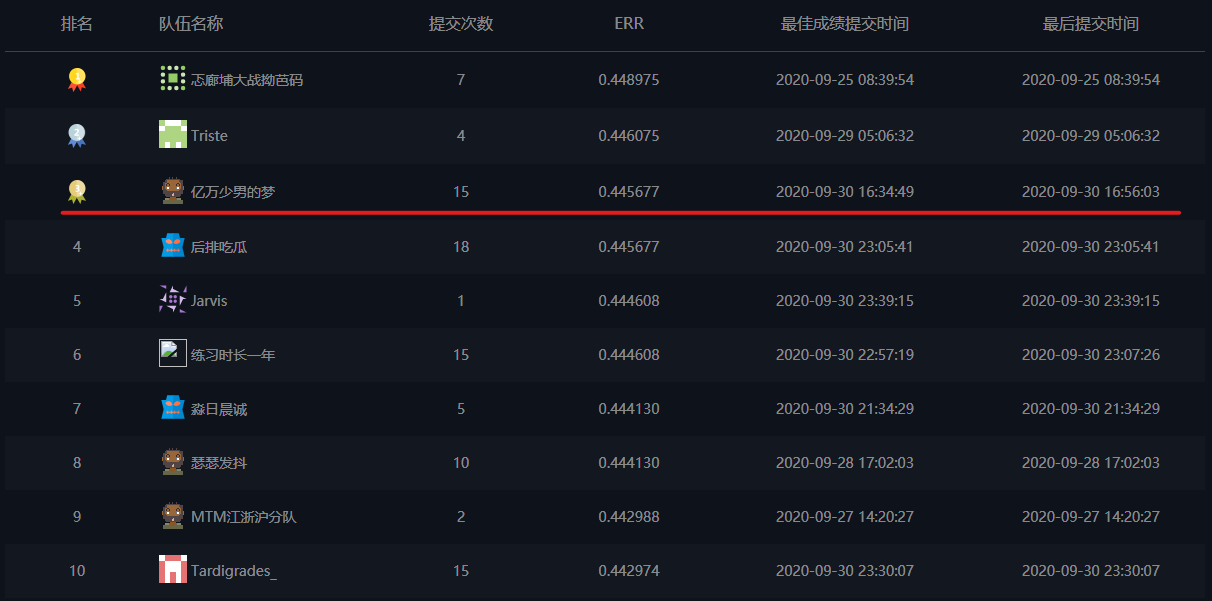 排名 队伍名称 提交次数 ERR 最佳成绩提交时间 最后提交时间
1 忑廊埔大战拗芭码 7 0.448975 2020-09-25 08:39:54 2020-09-25 08:39:54
2 Triste 4 0.446075 2020-09-29 05:06:32 2020-09-29 05:06:32
3 亿万少男的梦 15 0.445677 2020-09-30 16:34:49 2020-09-30 16:56:03
4 后排吃瓜 18 0.445677 2020-09-30 23:05:41 2020-09-30 23:05:41
5 Jarvis 1 0.444608 2020-09-30 23:39:15 2020-09-30 23:39:15
6 练习时长一年 15 0.444608 2020-09-30 22:57:19 2020-09-30 23:07:26
7 淼日晨诚 5 0.444130 2020-09-30 21:34:29 2020-09-30 21:34:29
8 瑟瑟发抖 10 0.444130 2020-09-28 17:02:03 2020-09-28 17:02:03
9 MTM江浙沪分队 2 0.442988 2020-09-27 14:20:27 2020-09-27 14:20:27
10 Tardigrades_ 15 0.442974 2020-09-30 23:30:07 2020-09-30 23:30:07